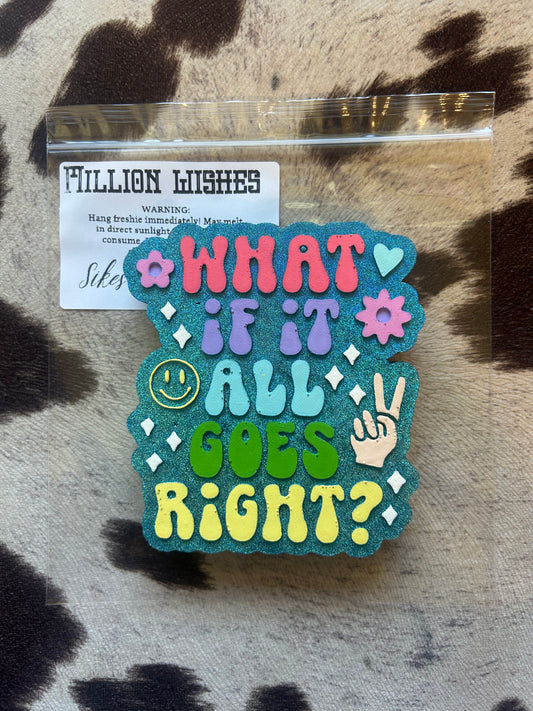 MILLION WISHES
WARNING:
Hang freshie immediately! May melt
in direct sunlight
consume
Sikes
WHAT
iF iT
ALL
GOES
RiGHT?